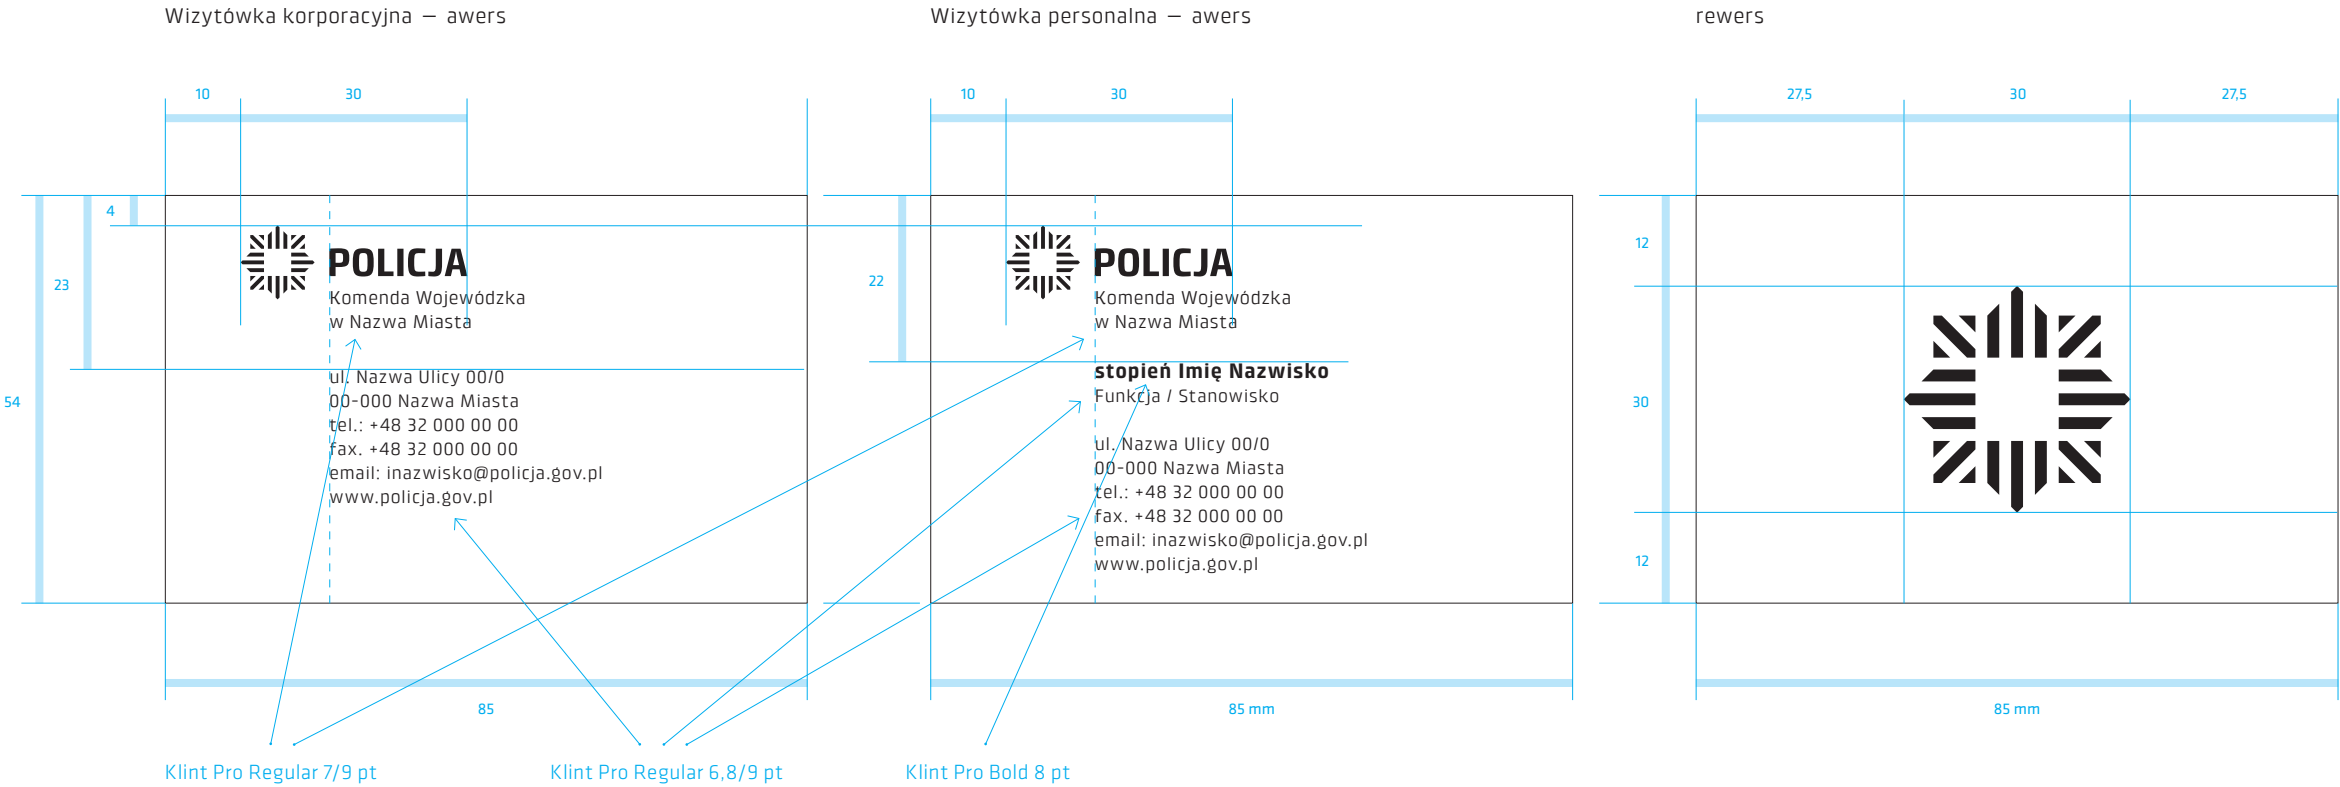 Wizytówka korporacyjna — awers
10
30
4
23
54
POLICJA
Komenda Wojewódzka
w Nazwa Miasta
ul. Nazwa Ulicy 00/0
00-000 Nazwa Miasta
tel.: +48 32 000 00 00
fax. +48 32 000 00 00
email: inazwisko@policja.gov.pl
www.policja.gov.pl
85
Wizytówka personalna — awers
10
30
22
POLICJA
Komenda Wojewódzka
w Nazwa Miasta
stopień Imię Nazwisko
Funkcja / Stanowisko
ul. Nazwa Ulicy 00/0
00-000 Nazwa Miasta
tel.: +48 32 000 00 00
fax. +48 32 000 00 00
email: inazwisko@policja.gov.pl
www.policja.gov.pl
85 mm
rewers
27,5
30
27,5
12
30
12
85 mm
Klint Pro Regular 7/9 pt
Klint Pro Regular 6,8/9 pt
Klint Pro Bold 8 pt